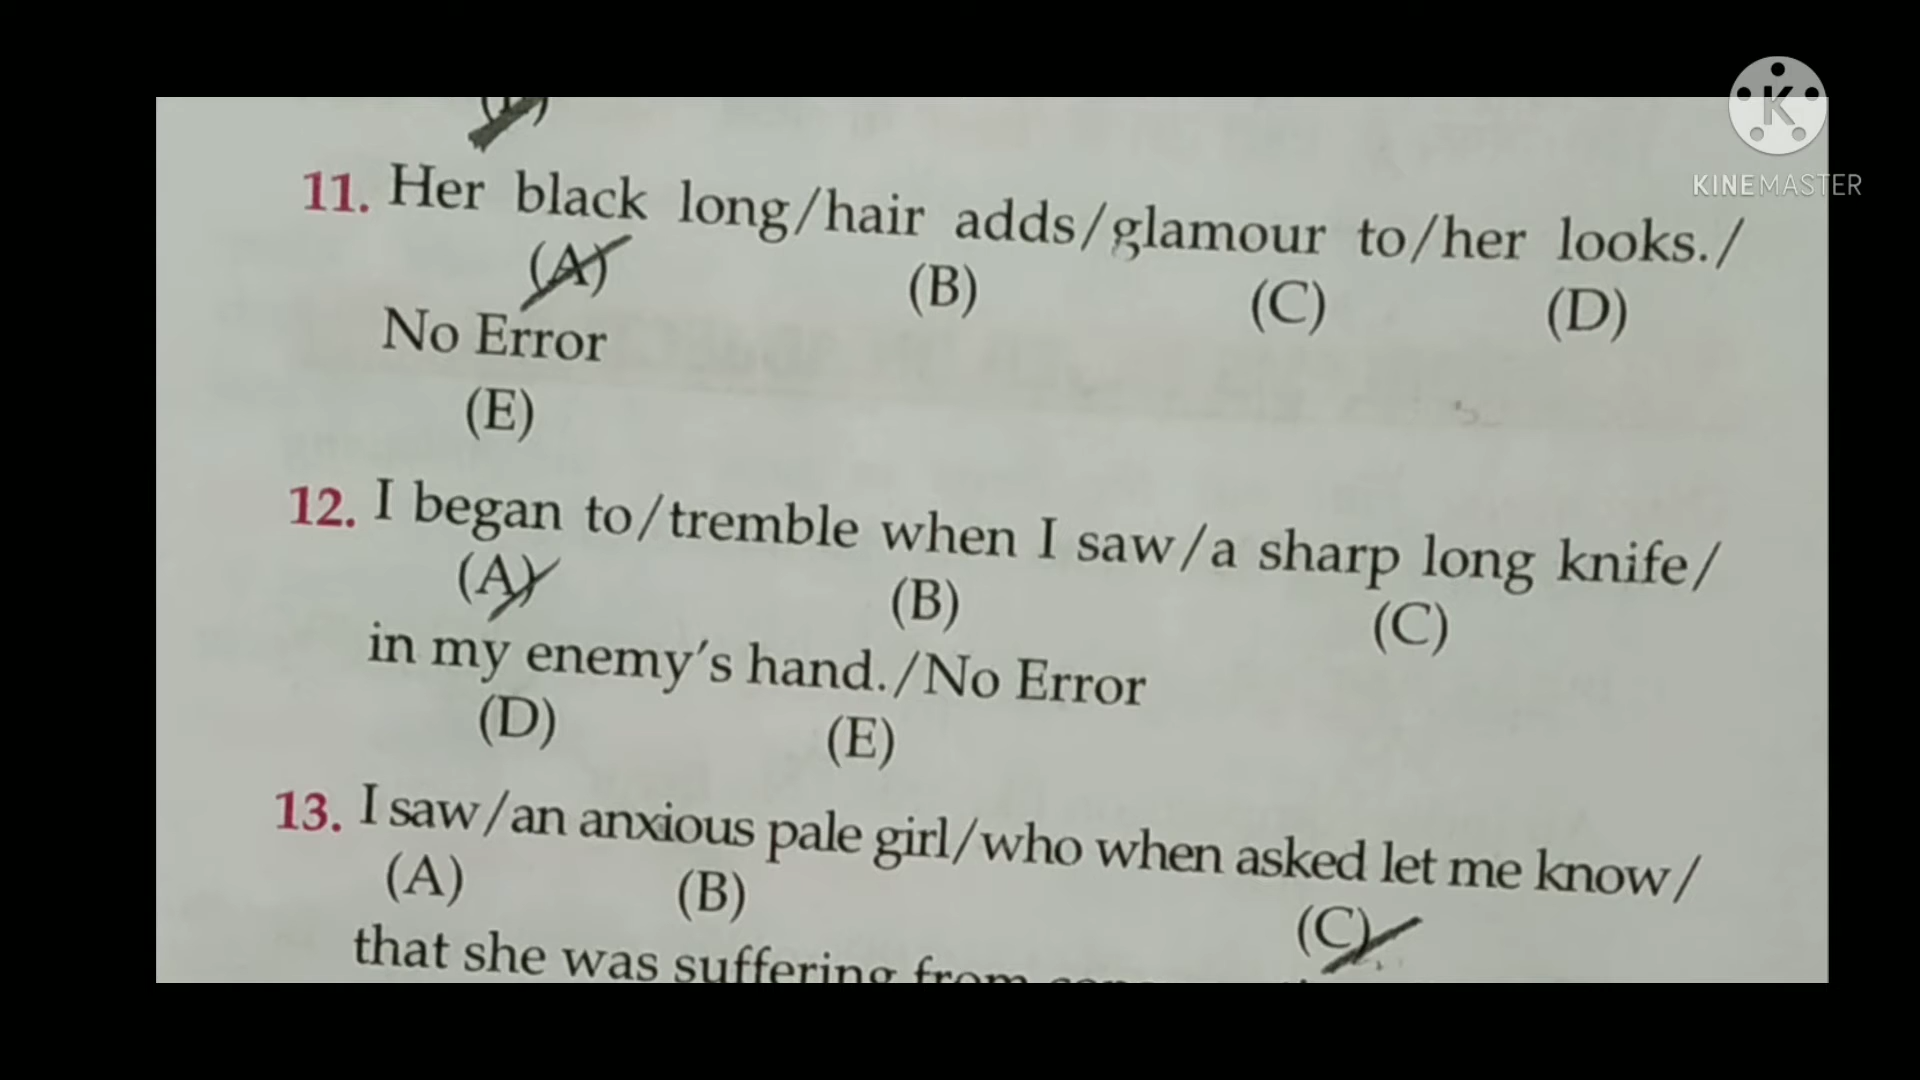 KINEMASTER
11. Her black long/hair adds/glamour to/her looks./
(A) (B) (C) (D)
No Error
(E)
12. I began to/tremble when I saw/a sharp long knife/
(A) (B) (C)
in my enemy's hand./No Error
(D) (E)
13. I saw/an anxious pale girl/who when asked let me know/
(A) (B) (C)
that she was suffering from